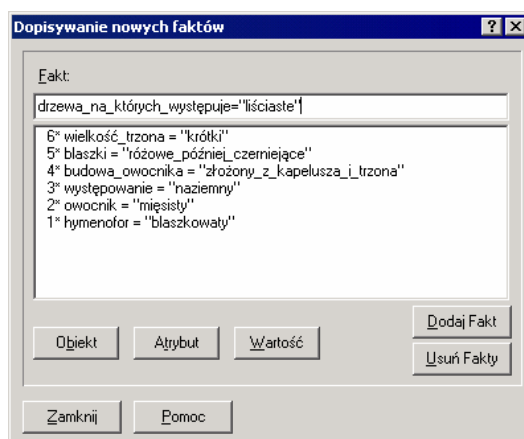 Dopisywanie nowych faktów
Fakt:
drzewa_na_których_występuje="liściaste"
6* wielkość_trzona = "krótki"
5* blaszki = "różowe_później_czerniejące"
4* budowa_owocnika = "złożony_z_kapelusza_i_trzona"
3* występowanie = "naziemny"
2* owocnik = "mięsisty"
1* hymenofor = "blaszkowaty"
Dodaj Fakt
Obiekt Atrybut Wartość
Usuń Fakty
Zamknij Pomoc